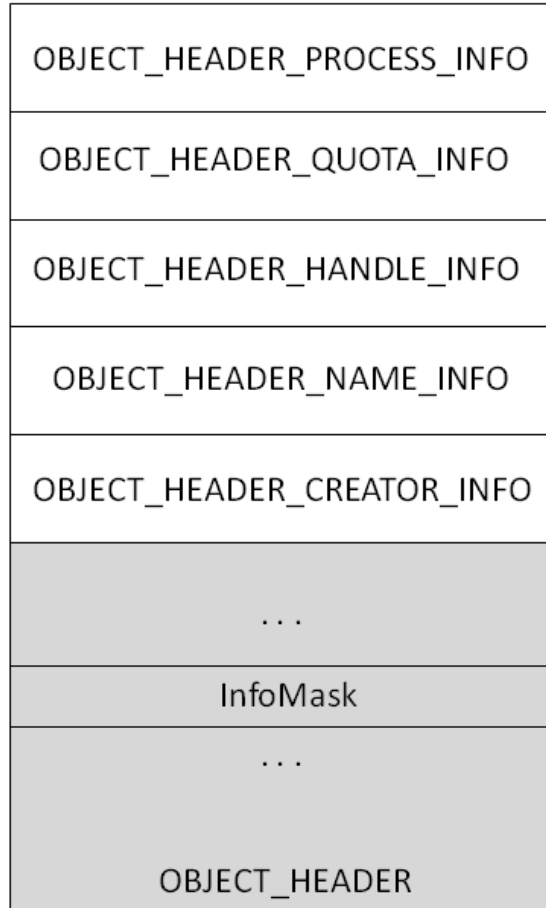 OBJECT_HEADER_PROCESS_INFO
OBJECT_HEADER_QUOTA_INFO
OBJECT_HEADER_HANDLE_INFO
OBJECT_HEADER_NAME_INFO
OBJECT_HEADER_CREATOR_INFO
...
InfoMask
...
OBJECT_HEADER